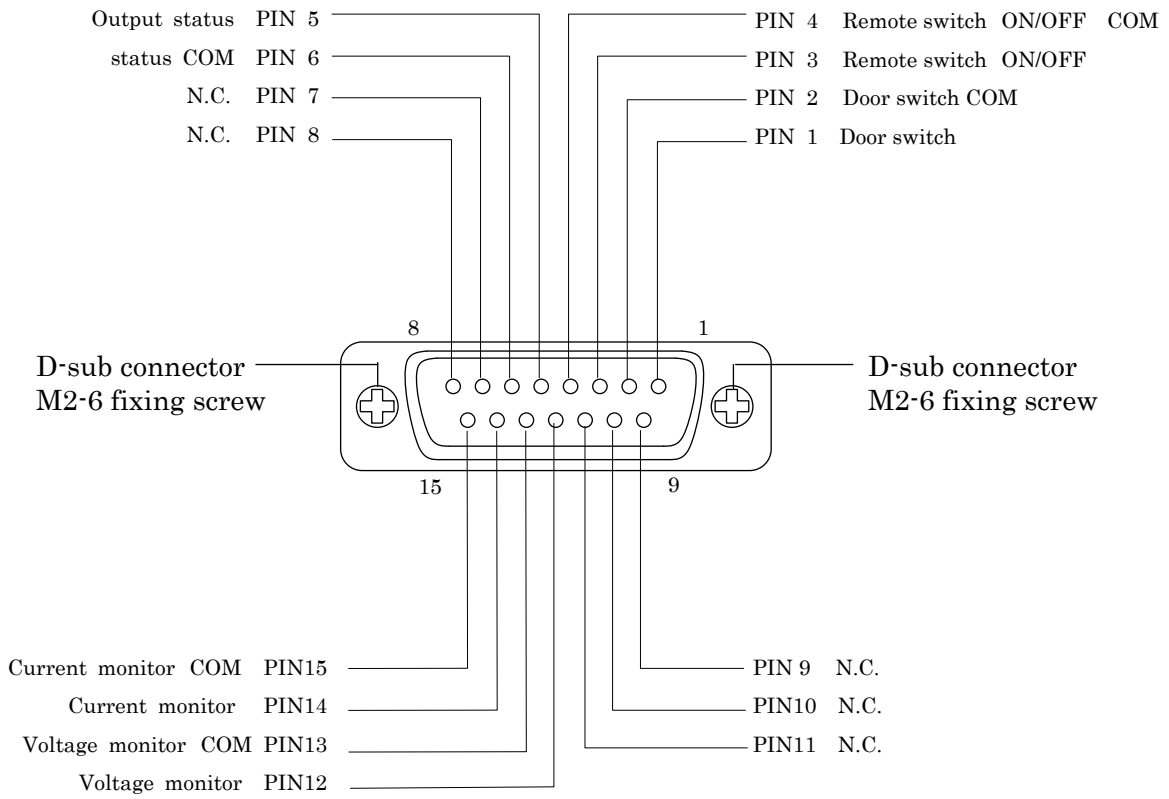 Output status PIN 5
status COM PIN 6
N.C. PIN 7
N.C. PIN 8
PIN 4 Remote switch ON/OFF COM
PIN 3 Remote switch ON/OFF
PIN 2 Door switch COM
PIN 1 Door switch
8
1
D-sub connector
M2-6 fixing screw
D-sub connector
M2-6 fixing screw
15
9
Current monitor COM PIN15
Current monitor PIN14
Voltage monitor COM PIN13
Voltage monitor PIN12
PIN 9 N.C.
PIN10 N.C.
PIN11 N.C.